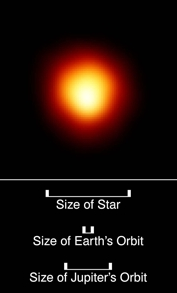 Size of Star
Size of Earth's Orbit
Size of Jupiter's Orbit